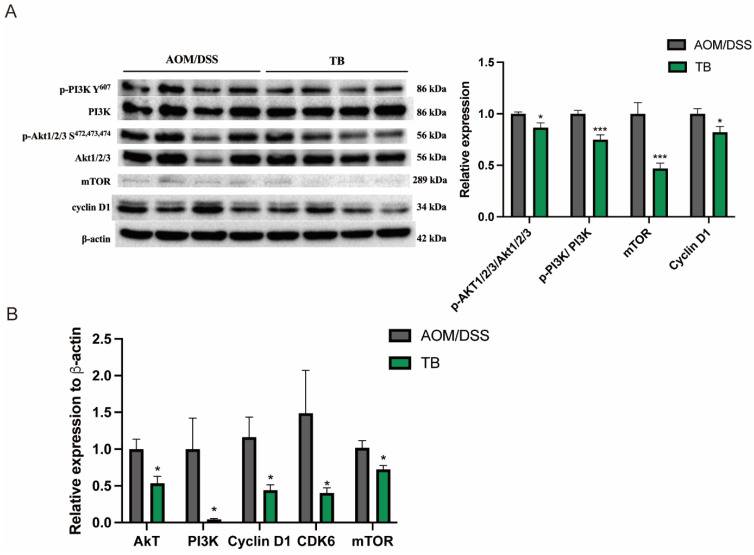 A
AOM/DSS TB
p-PI3K Y607 86 kDa
PI3K 86 kDa
p-Akt1/2/3 S472,473,474 56 kDa
Akt1/2/3 56 kDa
mTOR 289 kDa
cyclin D1 34 kDa
β-actin 42 kDa
AOM/DSS
TB
Relative expression
1.5
1.0
0.5
0.0
* *** *** *
p-AKT1/2/3/Akt1/2/3
p-PI3K/ PI3K
mTOR
Cyclin D1
B
AOM/DSS
TB
Relative expression to β-actin
2.5
2.0
1.5
1.0
0.5
0.0
* * * * *
AkT PI3K Cyclin D1 CDK6 mTOR